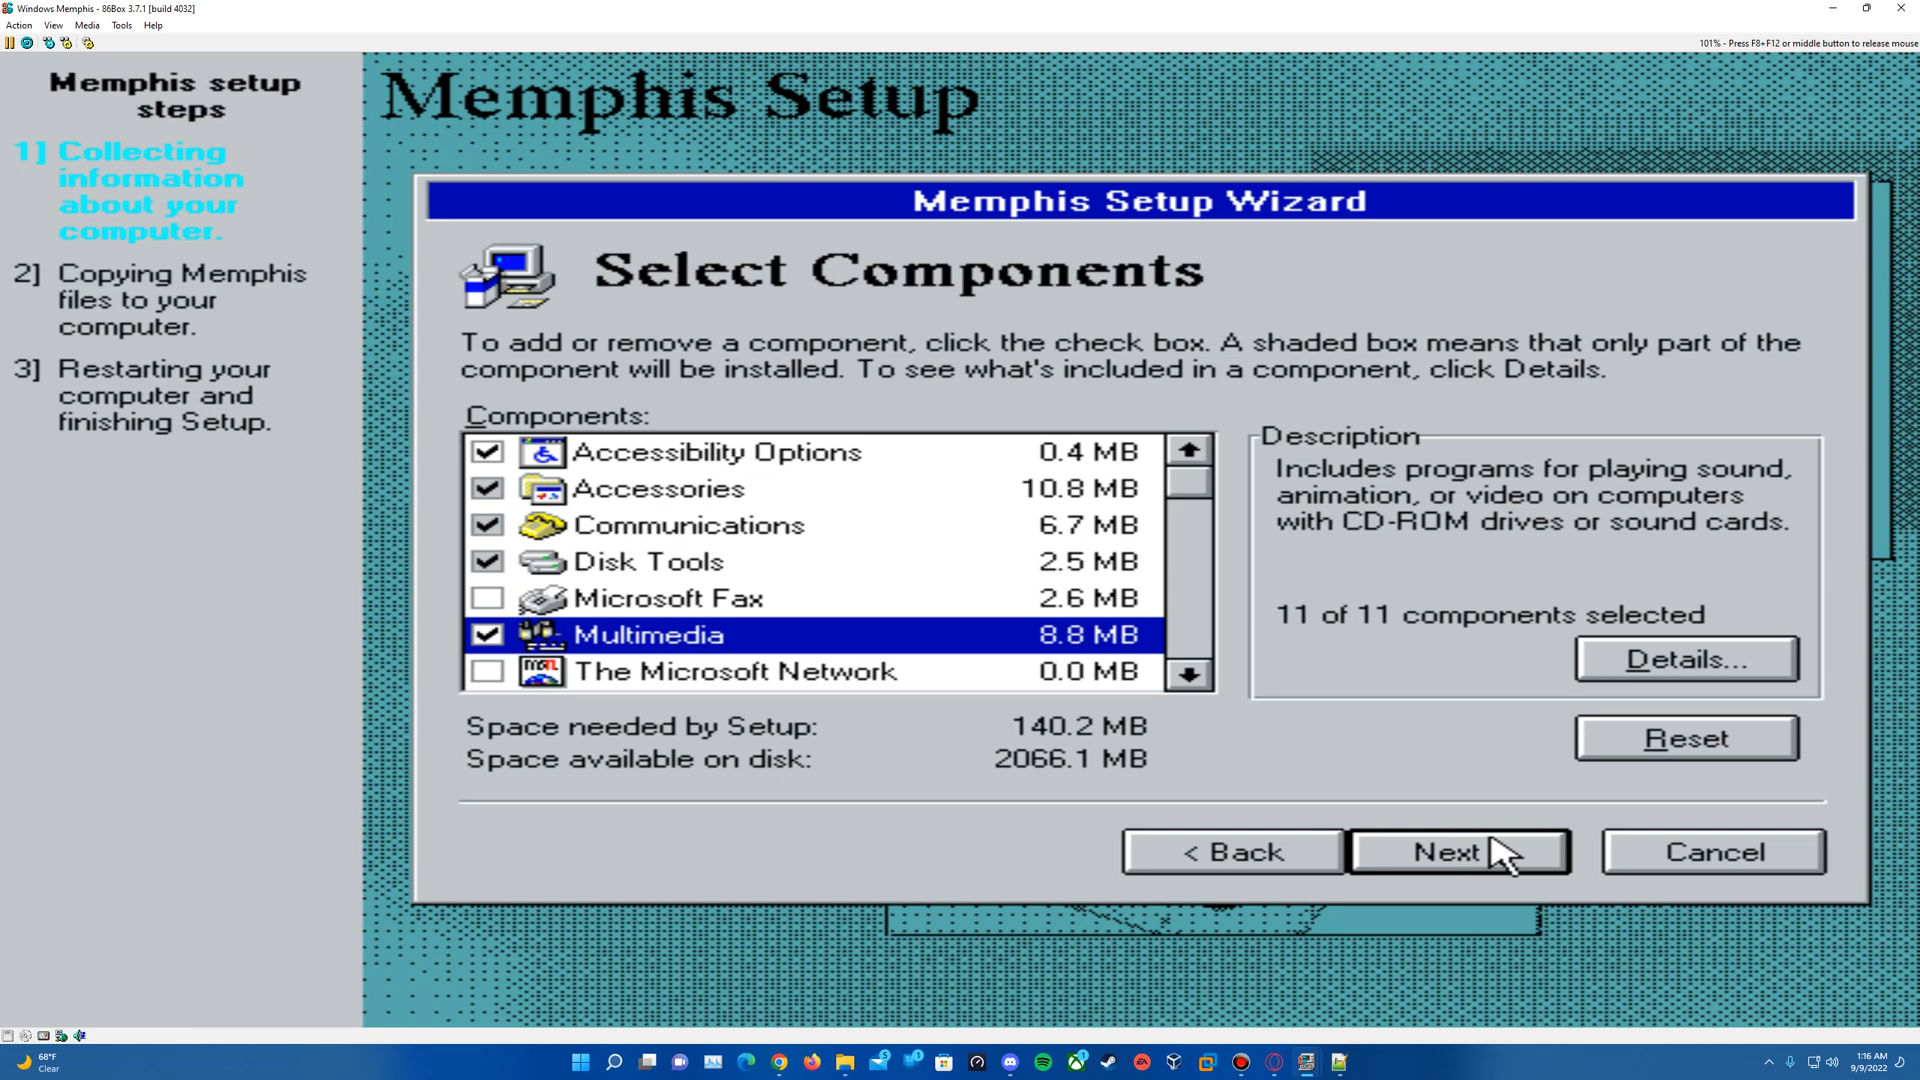 Windows Memphis - 86Box 3.7.1 [build 4032]
Action View Media Tools Help
101% - Press F8+F12 or middle button to release mouse
Memphis setup
steps
1] Collecting
information
about your
computer.
2] Copying Memphis
files to your
computer.
3] Restarting your
computer and
finishing Setup.
Memphis Setup
Memphis Setup Wizard
Select Components
To add or remove a component, click the check box. A shaded box means that only part of the
component will be installed. To see what's included in a component, click Details.
Components:
Accessibility Options 0.4 MB
Accessories 10.8 MB
Communications 6.7 MB
Disk Tools 2.5 MB
Microsoft Fax 2.6 MB
Multimedia 8.8 MB
The Microsoft Network 0.0 MB
Description
Includes programs for playing sound,
animation, or video on computers
with CD-ROM drives or sound cards.
11 of 11 components selected
Details...
Space needed by Setup: 140.2 MB
Space available on disk: 2066.1 MB
Reset
< Back Next Cancel
68°F
Clear
1:16 AM
9/9/2022